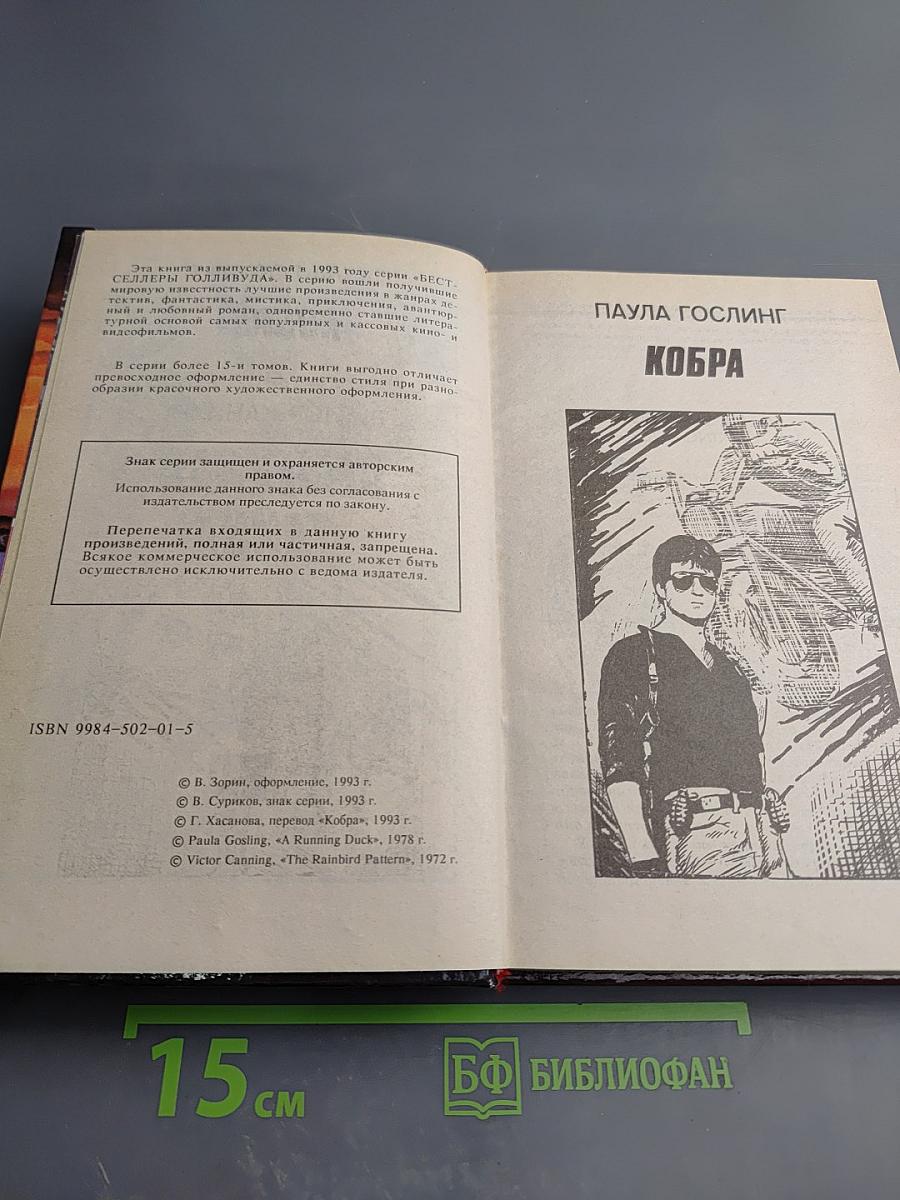 Эта книга из выпускаемой в 1993 году серии «БЕСТ-
СЕЛЛЕРЫ ГОЛЛИВУДА». В серию вошли получившие
мировую известность лучшие произведения в жанрах де-
тектив, фантастика, мистика, приключения, авантюр-
ный и любовный роман, одновременно ставшие литера-
турной основой самых популярных и кассовых кино- и
видеофильмов.
В серии более 15-и томов. Книги выгодно отличает
превосходное оформление — единство стиля при разно-
образии красочного художественного оформления.
Знак серии защищен и охраняется авторским
правом.
Использование данного знака без согласования с
издательством преследуется по закону.
Перепечатка входящих в данную книгу
произведений, полная или частичная, запрещена.
Всякое коммерческое использование может быть
осуществлено исключительно с ведома издателя.
ISBN 9984-502-01-5
© В. Зорин, оформление, 1993 г.
© В. Суриков, знак серии, 1993 г.
© Г. Хасанова, перевод «Кобра», 1993 г.
© Paula Gosling, «A Running Duck», 1978 г.
© Victor Canning, «The Rainbird Pattern», 1972 г.
ПАУЛА ГОСЛИНГ
КОБРА
15 см
БФ БИБЛИОФАН